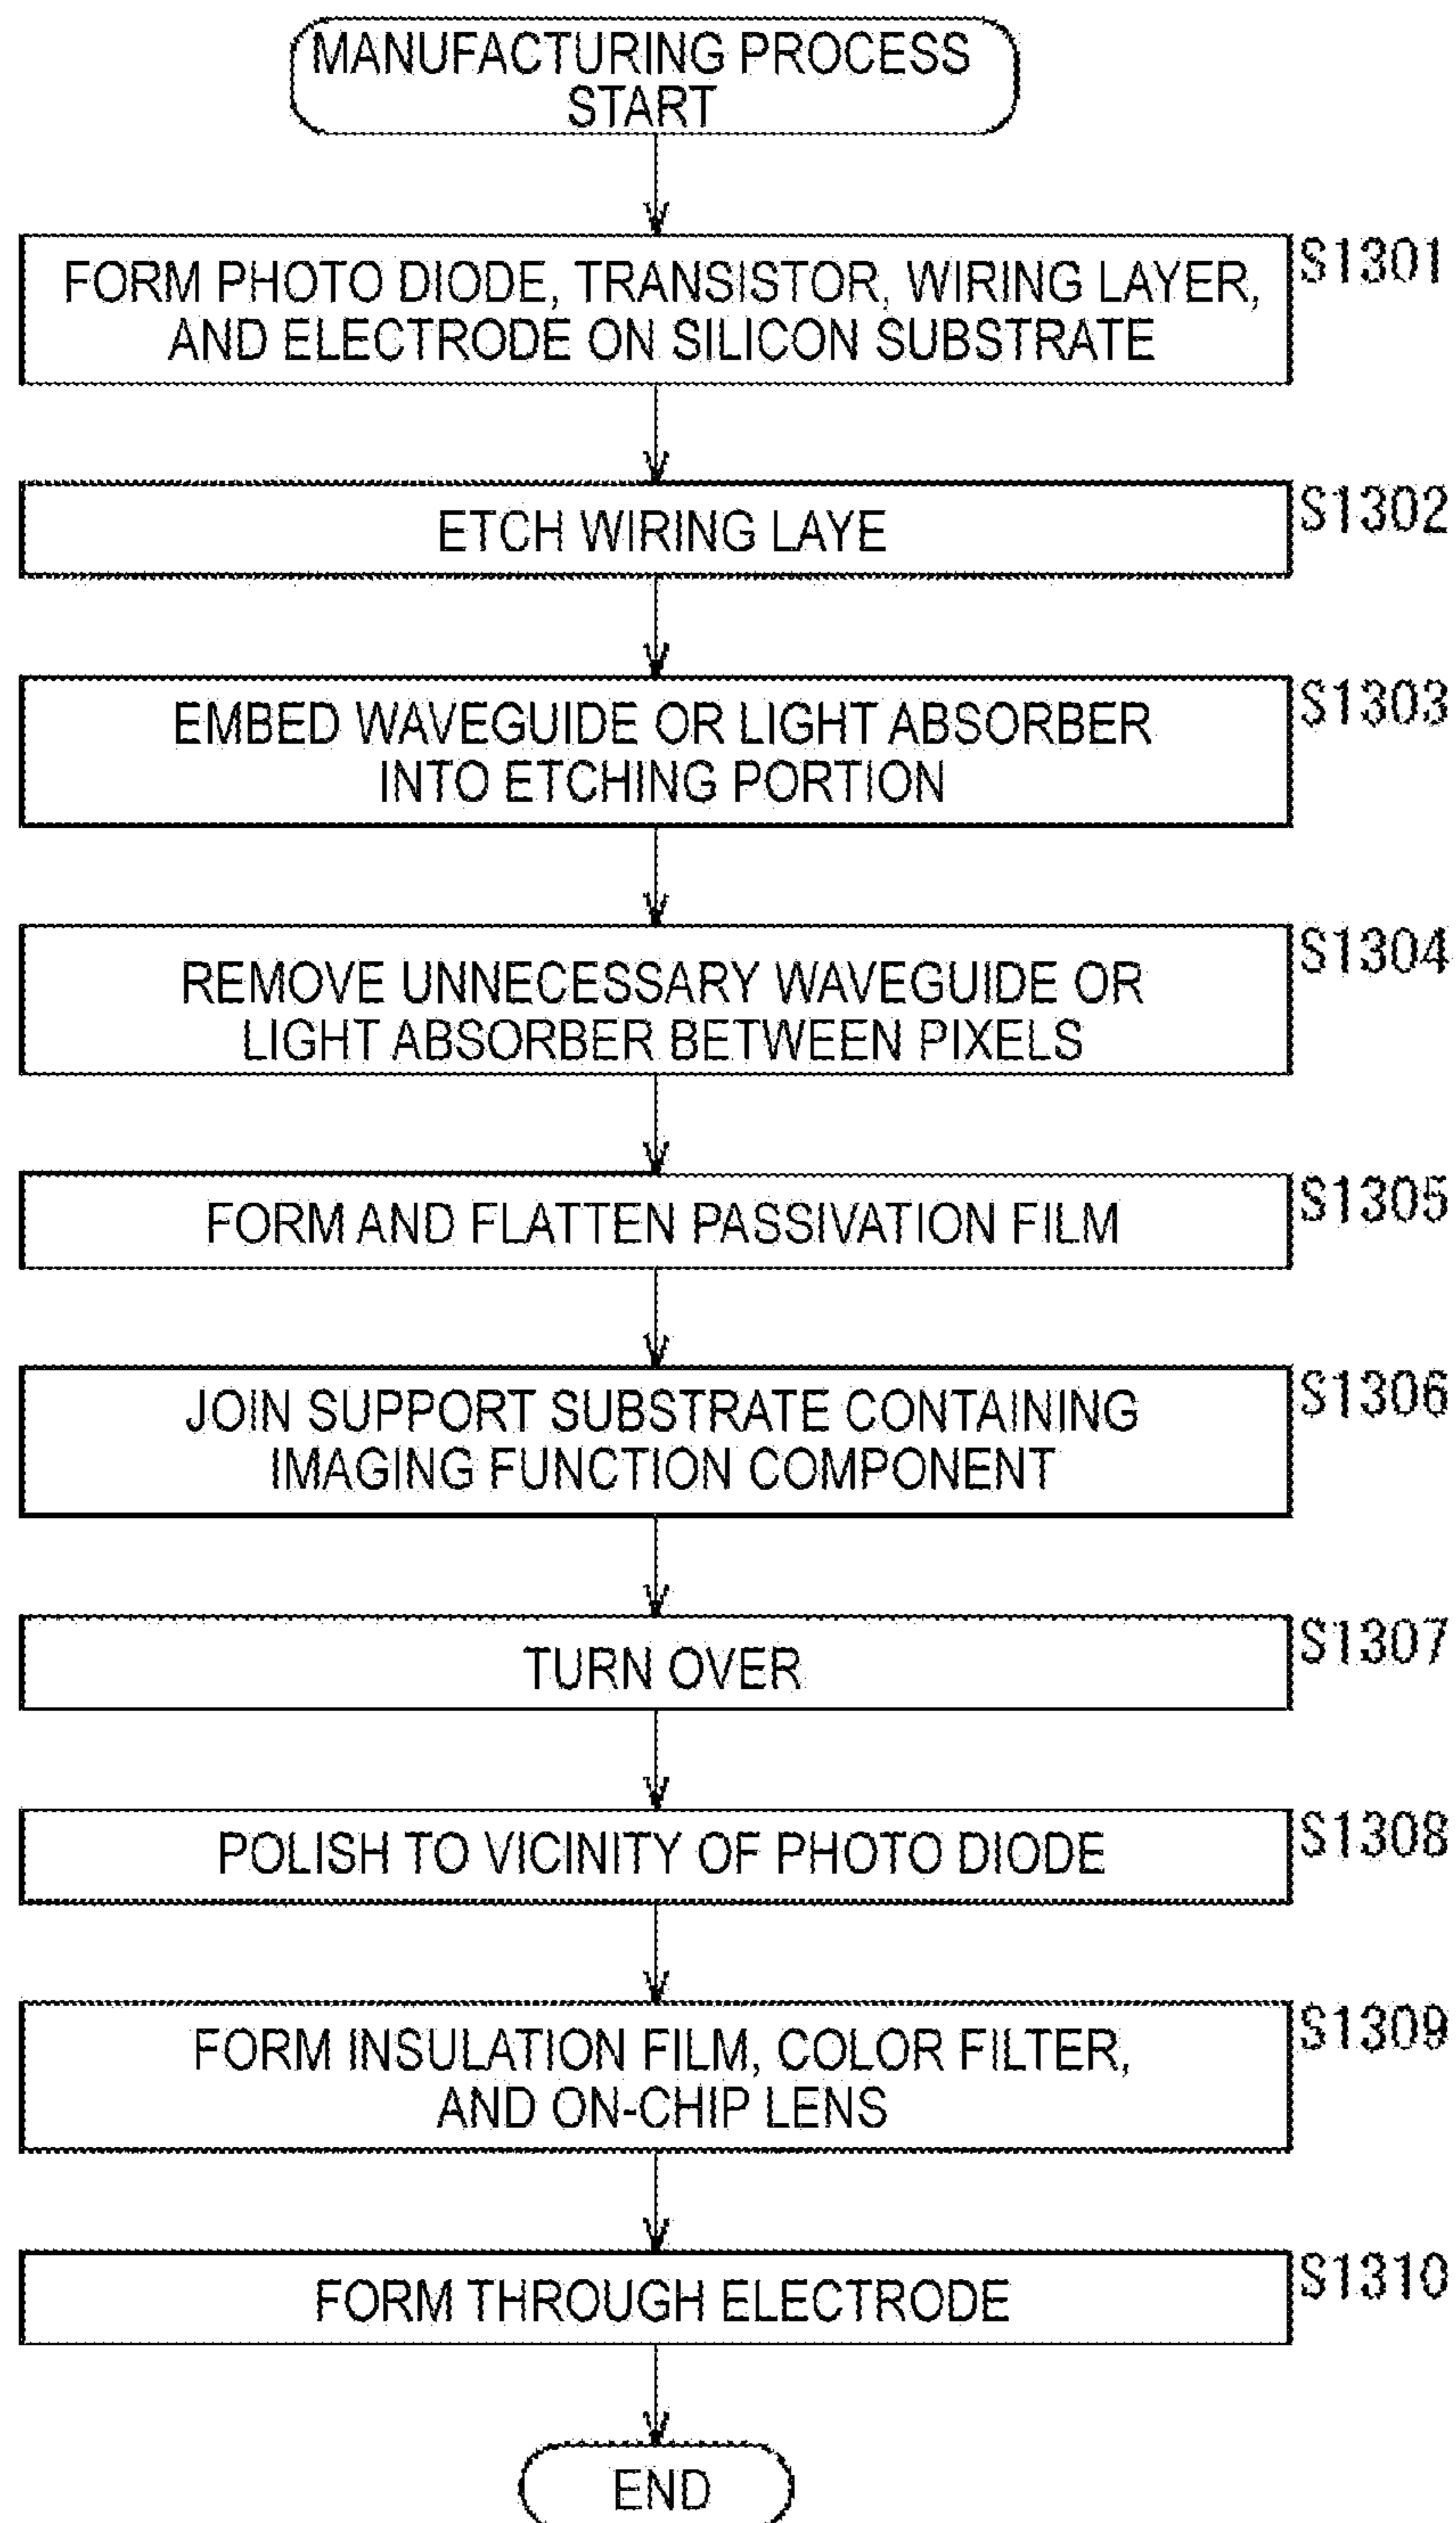 MANUFACTURING PROCESS
START
S1301
FORM PHOTO DIODE, TRANSISTOR, WIRING LAYER,
AND ELECTRODE ON SILICON SUBSTRATE
S1302
ETCH WIRING LAYE
S1303
EMBED WAVEGUIDE OR LIGHT ABSORBER
INTO ETCHING PORTION
S1304
REMOVE UNNECESSARY WAVEGUIDE OR
LIGHT ABSORBER BETWEEN PIXELS
S1305
FORM AND FLATTEN PASSIVATION FILM
S1306
JOIN SUPPORT SUBSTRATE CONTAINING
IMAGING FUNCTION COMPONENT
S1307
TURN OVER
S1308
POLISH TO VICINITY OF PHOTO DIODE
S1309
FORM INSULATION FILM, COLOR FILTER,
AND ON-CHIP LENS
S1310
FORM THROUGH ELECTRODE
END